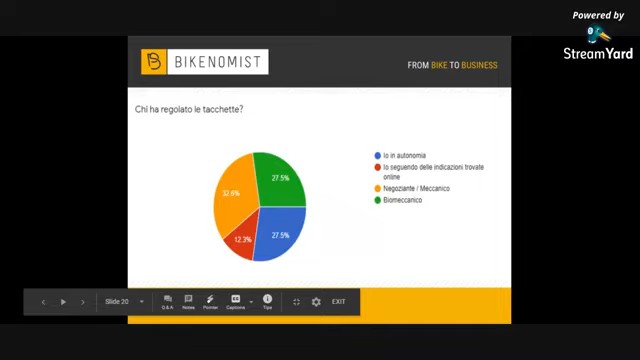 Powered by
StreamYard
BIKENOMIST
FROM BIKE TO BUSINESS
Chi ha regolato le tacchette?
Io in autonomia
Io seguendo delle indicazioni trovate
online
Negoziante / Meccanico
Biomeccanico
27.5%
32.6%
12.3%
27.5%
Slide 20
Q&A
Notes
Pointer
Captions
Tips
EXIT